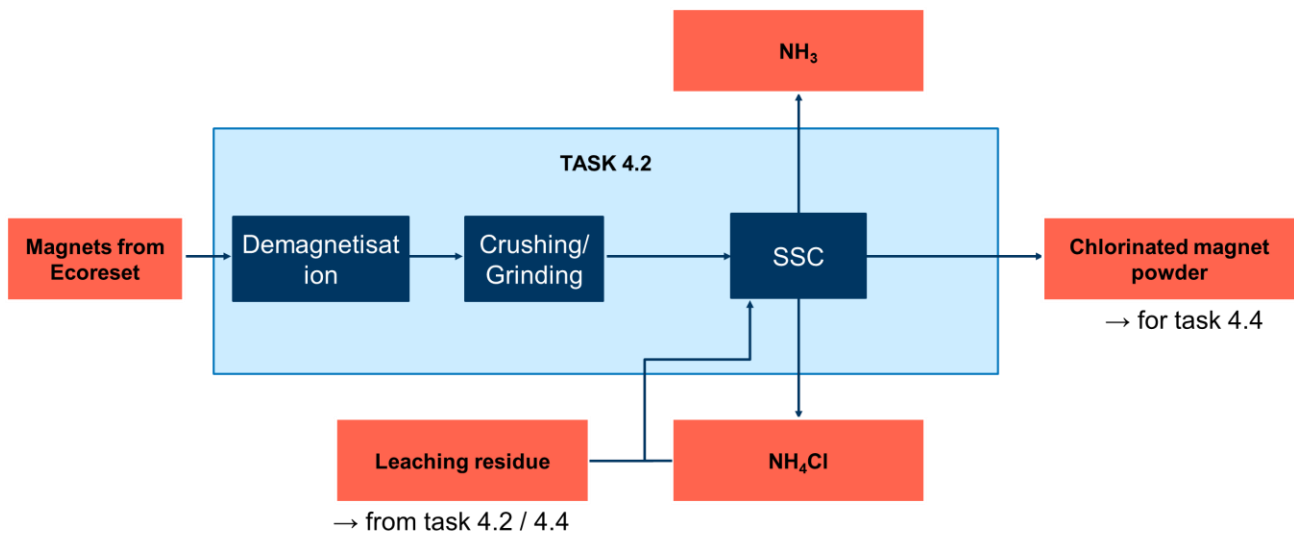 NH₃
TASK 4.2
Magnets from
Ecoreset
Demagnetisat
ion
Crushing/
Grinding
SSC
Chlorinated magnet
powder
→ for task 4.4
Leaching residue
NH₄Cl
→ from task 4.2 / 4.4